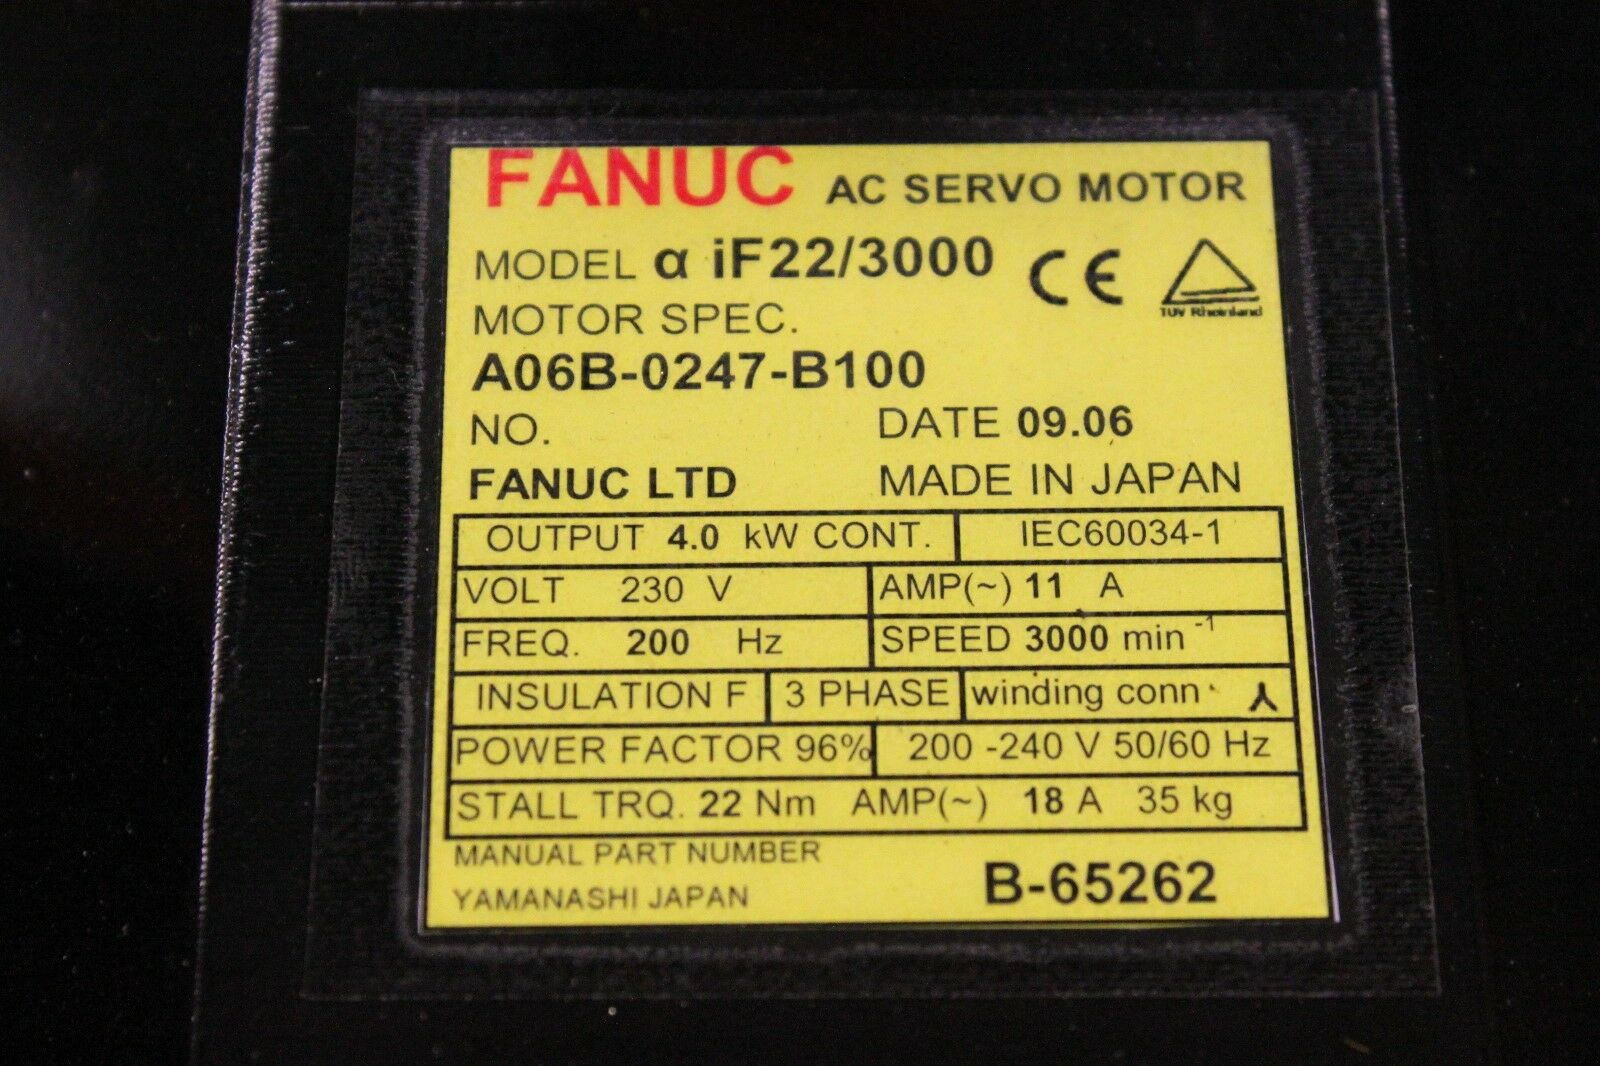 FANUC AC SERVO MOTOR
MODEL α iF22/3000 CE
TUV Rheinland
MOTOR SPEC.
A06B-0247-B100
NO. DATE 09.06
FANUC LTD MADE IN JAPAN
OUTPUT 4.0 kW CONT. IEC60034-1
VOLT 230 V AMP(~) 11 A
FREQ. 200 Hz SPEED 3000 min⁻¹
INSULATION F 3 PHASE winding conn.
POWER FACTOR 96% 200 -240 V 50/60 Hz
STALL TRQ. 22 Nm AMP(~) 18 A 35 kg
MANUAL PART NUMBER
YAMANASHI JAPAN B-65262